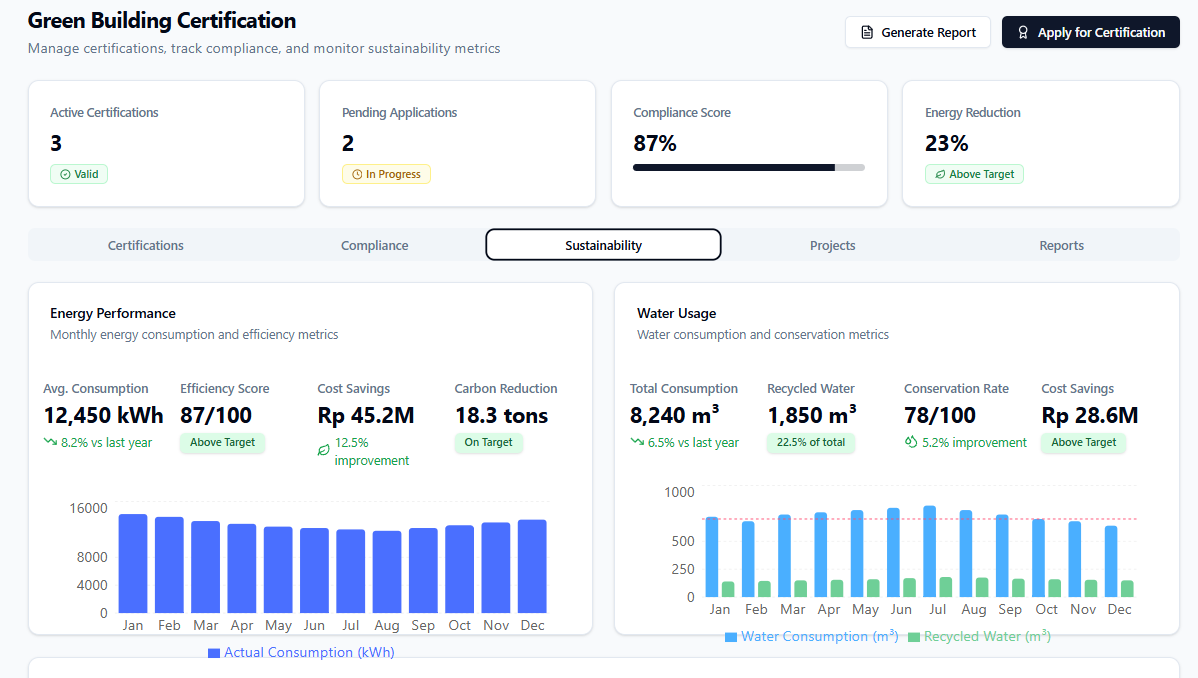 Green Building Certification
Manage certifications, track compliance, and monitor sustainability metrics
Generate Report
Apply for Certification
Active Certifications
3
Valid
Pending Applications
2
In Progress
Compliance Score
87%
Energy Reduction
23%
Above Target
Certifications
Compliance
Sustainability
Projects
Reports
Energy Performance
Monthly energy consumption and efficiency metrics
Avg. Consumption
12,450 kWh
8.2% vs last year
Efficiency Score
87/100
Above Target
Cost Savings
Rp 45.2M
12.5%
improvement
Carbon Reduction
18.3 tons
On Target
16000
8000
4000
0
Jan Feb Mar Apr May Jun Jul Aug Sep Oct Nov Dec
Actual Consumption (kWh)
Water Usage
Water consumption and conservation metrics
Total Consumption
8,240 m³
6.5% vs last year
Recycled Water
1,850 m³
22.5% of total
Conservation Rate
78/100
5.2% improvement
Cost Savings
Rp 28.6M
Above Target
1000
500
250
0
Jan Feb Mar Apr May Jun Jul Aug Sep Oct Nov Dec
Water Consumption (m³) Recycled Water (m³)